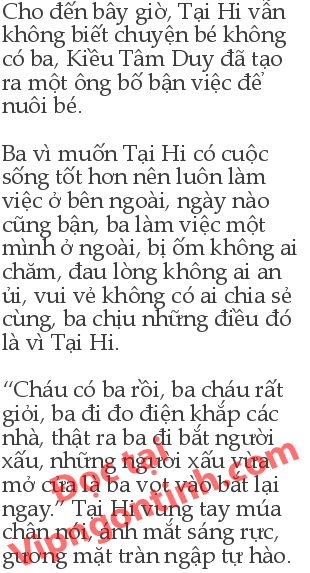 Cho đến bây giờ, Tại Hi vẫn
không biết chuyện bé không
có ba, Kiều Tâm Duy đã tạo
ra một ông bố bận việc để
nuôi bé.
Ba vì muốn Tại Hi có cuộc
sống tốt hơn nên luôn làm
việc ở bên ngoài, ngày nào
cũng bận, ba làm việc một
mình ở ngoài, bị ốm không ai
chăm, đau lòng không ai an
ủi, vui vẻ không có ai chia sẻ
cùng, ba chịu những điều đó
là vì Tại Hi.
“Cháu có ba rồi, ba cháu rất
giỏi, ba đi đo điện khắp các
nhà, thật ra ba đi bắt người
xấu, những người xấu vừa
mở cửa là ba vọt vào bắt lại
ngay.” Tại Hi vung tay múa
chân nói, ánh mắt sáng rực,
gương mặt tràn ngập tự hào.
Đọc tại
Vipngontinh.com